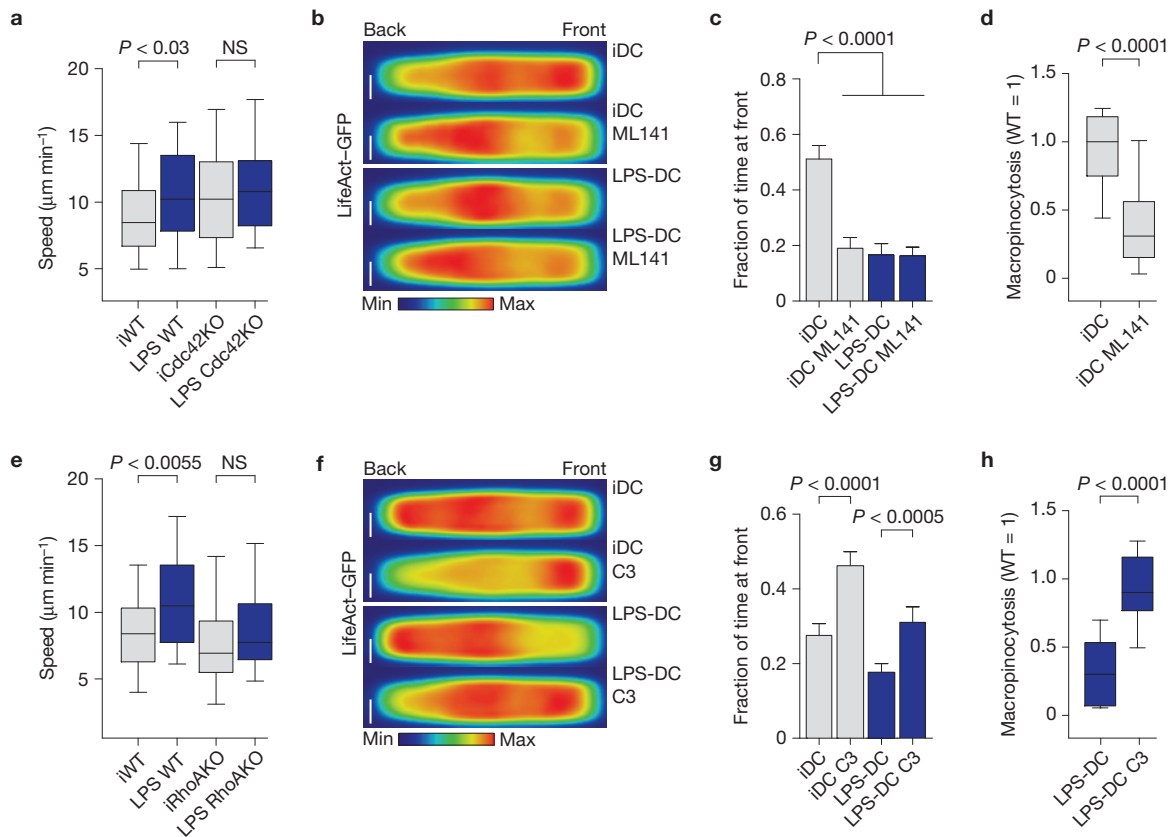 a
P < 0.03
NS
Speed (µm min−1)
20
15
10
5
iWT
LPS WT
iCdc42KO
LPS Cdc42KO
b
Back
Front
LifeAct–GFP
iDC
iDC
ML141
LPS-DC
LPS-DC
ML141
Min
Max
c
P < 0.0001
Fraction of time at front
0.8
0.6
0.4
0.2
0
iDC
iDC ML141
LPS-DC
LPS-DC ML141
d
P < 0.0001
Macropinocytosis (WT = 1)
1.5
1.0
0.5
0
iDC
iDC ML141
e
P < 0.0055
NS
Speed (µm min−1)
20
15
10
5
iWT
LPS WT
iRhoAKO
LPS RhoAKO
f
Back
Front
LifeAct–GFP
iDC
iDC
C3
LPS-DC
LPS-DC
C3
Min
Max
g
P < 0.0001
P < 0.0005
Fraction of time at front
0.6
0.4
0.2
0
iDC
iDC C3
LPS-DC
LPS-DC C3
h
P < 0.0001
Macropinocytosis (WT = 1)
1.5
1.0
0.5
0
LPS-DC
LPS-DC C3